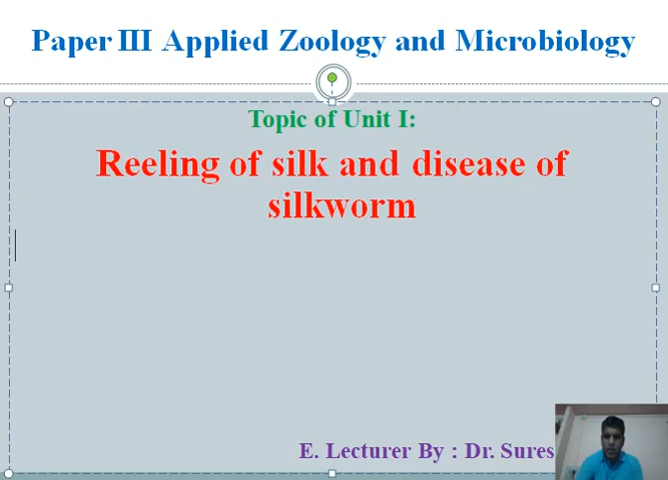 Paper III Applied Zoology and Microbiology
Topic of Unit I:
Reeling of silk and disease of
silkworm
E. Lecturer By : Dr. Sures